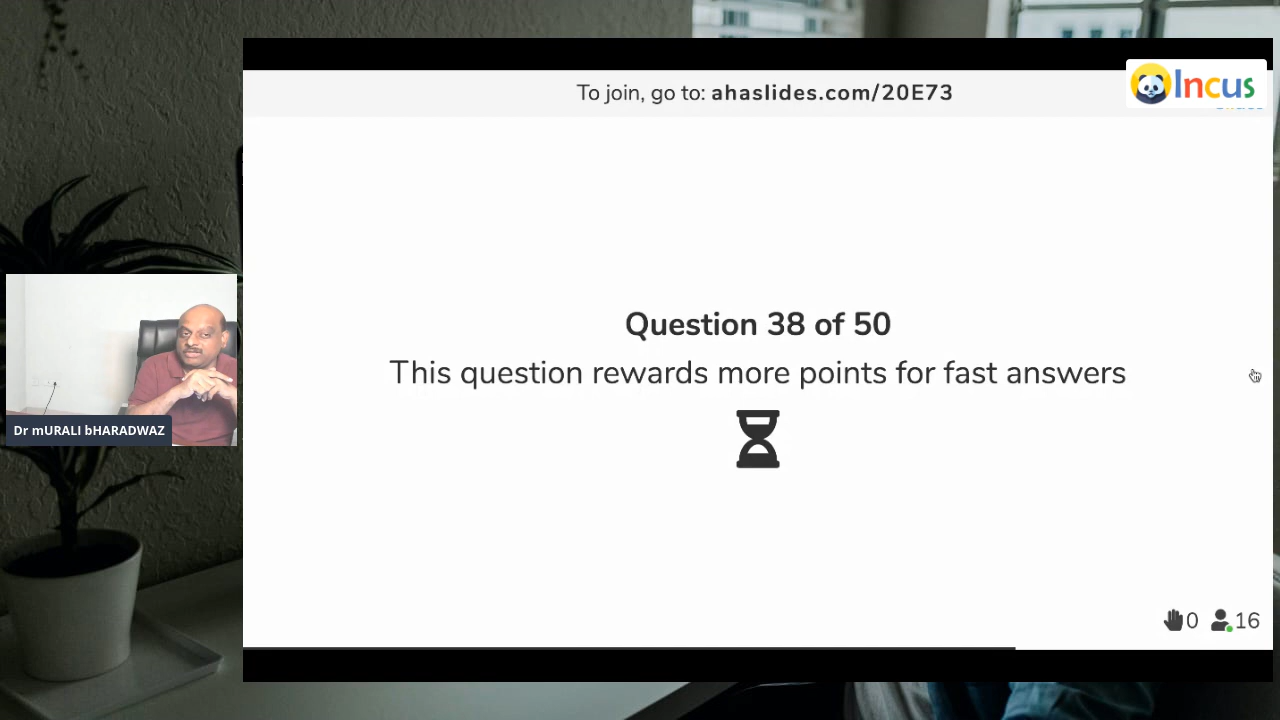 To join, go to: ahaslides.com/20E73
Incus
Question 38 of 50
This question rewards more points for fast answers
Dr mURALI bHARADWAZ
0 16